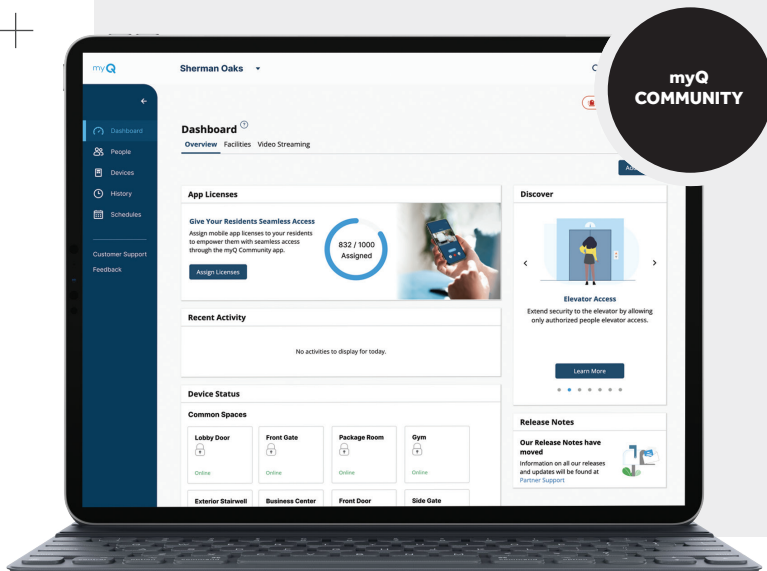 myQ
Sherman Oaks
myQ
COMMUNITY
Dashboard
People
Devices
History
Schedules
Customer Support
Feedback
Dashboard
Overview Facilities Video Streaming
App Licenses
Give Your Residents Seamless Access
Assign mobile app licenses to your residents
to empower them with seamless access
through the myQ Community app.
Assign Licenses
832 / 1000
Assigned
Recent Activity
No activities to display for today.
Device Status
Common Spaces
Lobby Door
Online
Front Gate
Online
Package Room
Online
Gym
Online
Exterior Stairwell
Business Center
Front Door
Side Gate
Discover
Elevator Access
Extend security to the elevator by allowing
only authorized people elevator access.
Learn More
Release Notes
Our Release Notes have
moved
Information on all our releases
and updates will be found at
Partner Support